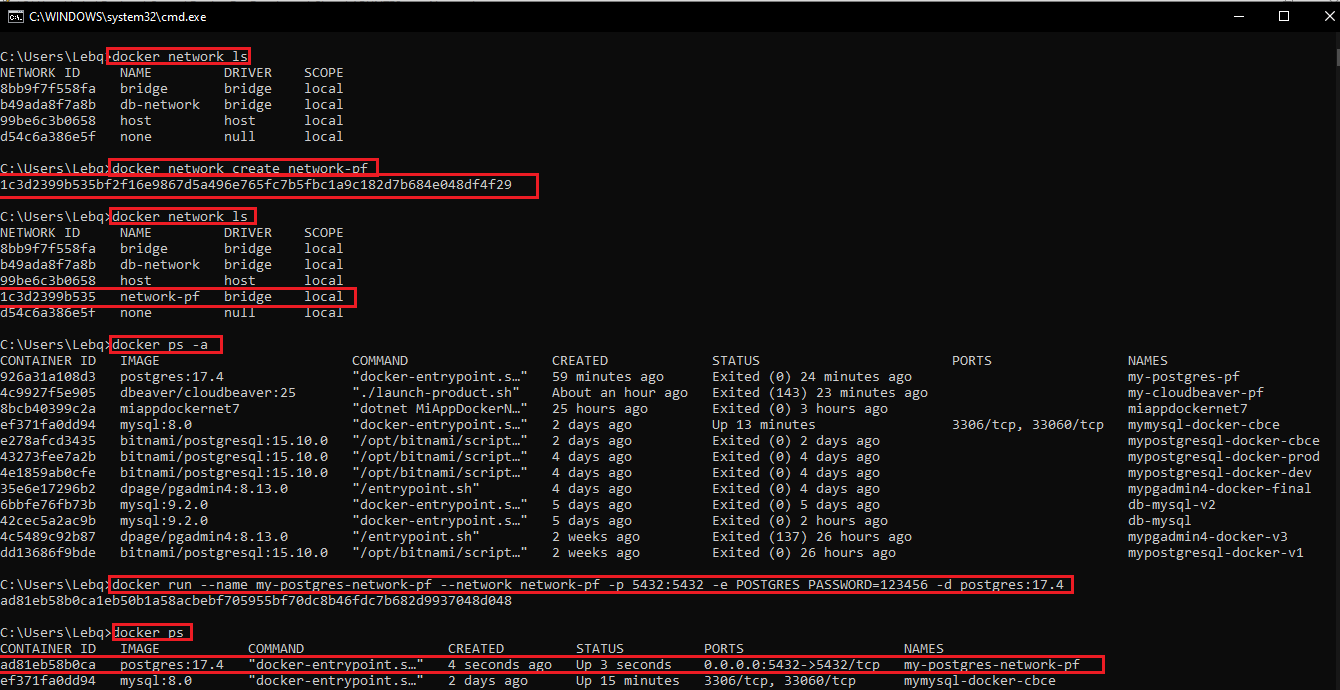 C:\WINDOWS\system32\cmd.exe
C:\Users\Lebq>docker network ls
NETWORK ID NAME DRIVER SCOPE
8bb9f7f558fa bridge bridge local
b49ada8f7a8b db-network bridge local
99be6c3b0658 host host local
d54c6a386e5f none null local
C:\Users\Lebq>docker network create network-pf
1c3d2399b535bf2f16e9867d5a496e765fc7b5fbc1a9c182d7b684e048df4f29
C:\Users\Lebq>docker network ls
NETWORK ID NAME DRIVER SCOPE
8bb9f7f558fa bridge bridge local
b49ada8f7a8b db-network bridge local
99be6c3b0658 host host local
1c3d2399b535 network-pf bridge local
d54c6a386e5f none null local
C:\Users\Lebq>docker ps -a
CONTAINER ID IMAGE COMMAND CREATED STATUS PORTS NAMES
926a31a108d3 postgres:17.4 "docker-entrypoint.s…" 59 minutes ago Exited (0) 24 minutes ago my-postgres-pf
4c9927f5e905 dbeaver/cloudbeaver:25 "./launch-product.sh" About an hour ago Exited (143) 23 minutes ago my-cloudbeaver-pf
8bcb40399c2a miappdockernet7 "dotnet MiAppDockerN…" 25 hours ago Exited (0) 3 hours ago miappdockernet7
ef371fa0dd94 mysql:8.0 "docker-entrypoint.s…" 2 days ago Up 13 minutes 3306/tcp, 33060/tcp mymysql-docker-cbce
e278afcd3435 bitnami/postgresql:15.10.0 "/opt/bitnami/script…" 2 days ago Exited (0) 2 days ago mypostgresql-docker-cbce
43273fee7a2b bitnami/postgresql:15.10.0 "/opt/bitnami/script…" 4 days ago Exited (0) 4 days ago mypostgresql-docker-prod
4e1859ab0cfe bitnami/postgresql:15.10.0 "/opt/bitnami/script…" 4 days ago Exited (0) 4 days ago mypostgresql-docker-dev
35e6e17296b2 dpage/pgadmin4:8.13.0 "/entrypoint.sh" 4 days ago Exited (0) 4 days ago mypgadmin4-docker-final
6bbfe76fb73b mysql:9.2.0 "docker-entrypoint.s…" 5 days ago Exited (0) 5 days ago db-mysql-v2
42cec5a2ac9b mysql:9.2.0 "docker-entrypoint.s…" 5 days ago Exited (0) 2 hours ago db-mysql
4c5489c92b87 dpage/pgadmin4:8.13.0 "/entrypoint.sh" 2 weeks ago Exited (137) 26 hours ago mypgadmin4-docker-v3
dd13686f9bde bitnami/postgresql:15.10.0 "/opt/bitnami/script…" 2 weeks ago Exited (0) 26 hours ago mypostgresql-docker-v1
C:\Users\Lebq>docker run --name my-postgres-network-pf --network network-pf -p 5432:5432 -e POSTGRES_PASSWORD=123456 -d postgres:17.4
ad81eb58b0ca1eb50b1a58acbebf705955bf70dc8b46fdc7b682d9937048d048
C:\Users\Lebq>docker ps
CONTAINER ID IMAGE COMMAND CREATED STATUS PORTS NAMES
ad81eb58b0ca postgres:17.4 "docker-entrypoint.s…" 4 seconds ago Up 3 seconds 0.0.0.0:5432->5432/tcp my-postgres-network-pf
ef371fa0dd94 mysql:8.0 "docker-entrypoint.s…" 2 days ago Up 15 minutes 3306/tcp, 33060/tcp mymysql-docker-cbce